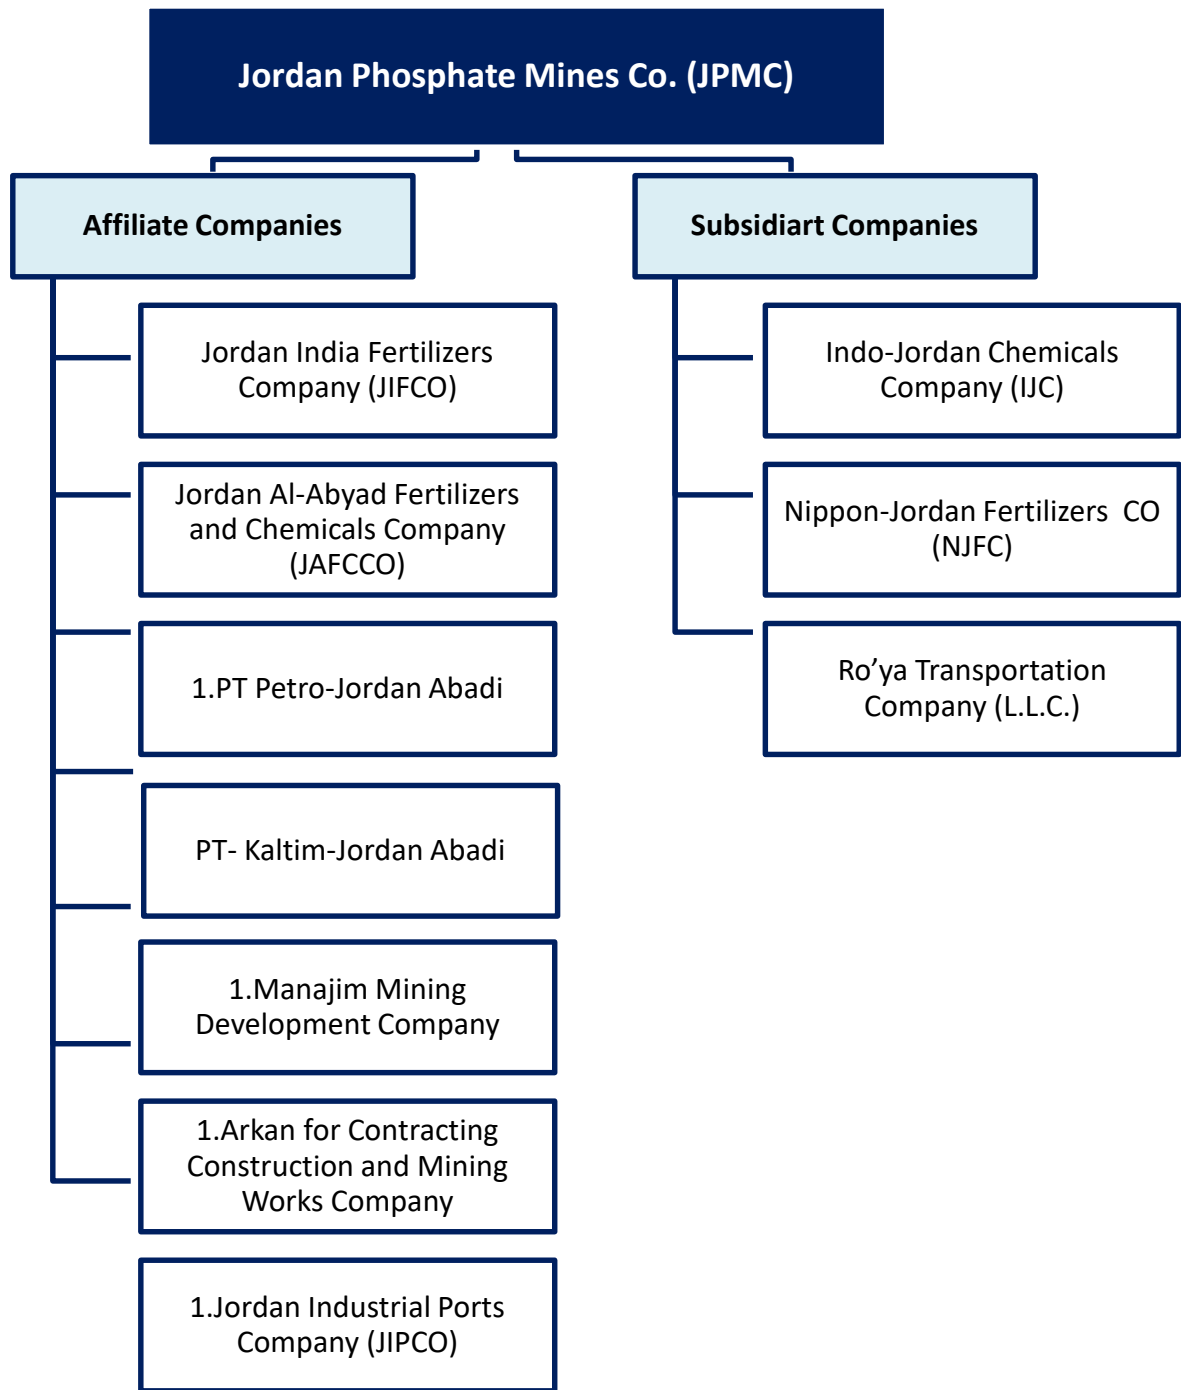 Jordan Phosphate Mines Co. (JPMC)
Affiliate Companies
Jordan India Fertilizers
Company (JIFCO)
Jordan Al-Abyad Fertilizers
and Chemicals Company
(JAFCCO)
1.PT Petro-Jordan Abadi
PT- Kaltim-Jordan Abadi
1.Manajim Mining
Development Company
1.Arkan for Contracting
Construction and Mining
Works Company
1.Jordan Industrial Ports
Company (JIPCO)
Subsidiart Companies
Indo-Jordan Chemicals
Company (IJC)
Nippon-Jordan Fertilizers  CO
(NJFC)
Ro’ya Transportation
Company (L.L.C.)